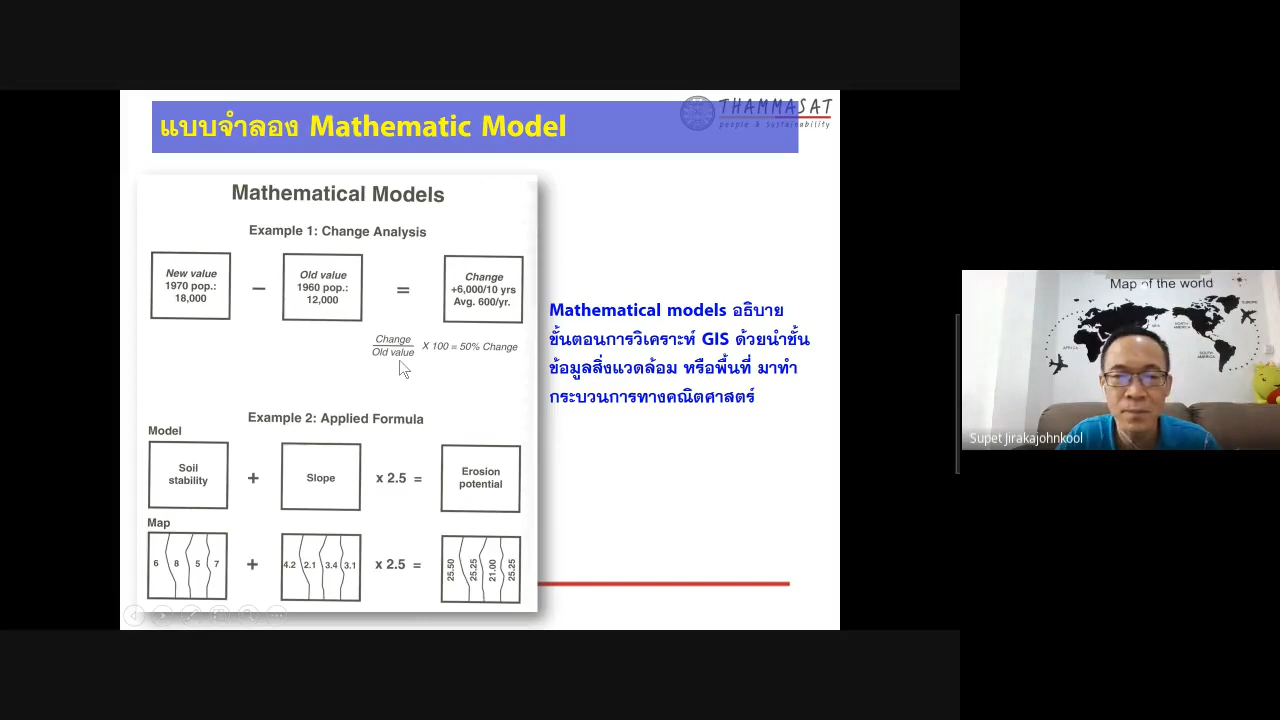 แบบจำลอง Mathematic Model
THAMMASAT
people & sustainability
Mathematical Models
Example 1: Change Analysis
New value
1970 pop.:
18,000
–
Old value
1960 pop.:
12,000
=
Change
+6,000/10 yrs
Avg. 600/yr.
Change
Old value
X 100 = 50% Change
Example 2: Applied Formula
Model
Soil
stability
+
Slope
x 2.5 =
Erosion
potential
Map
6 8 5 7
+
4.2 2.1 3.4 3.1
x 2.5 =
25.50 25.25 21.00 25.25
Mathematical models อธิบาย
ขั้นตอนการวิเคราะห์ GIS ด้วยนำชั้น
ข้อมูลสิ่งแวดล้อม หรือพื้นที่ มาทำ
กระบวนการทางคณิตศาสตร์
Map of the world
EUROPE
ASIA
NORTH
AMERICA
AFRICA
SOUTH
AMERICA
Supet Jirakajohnkool